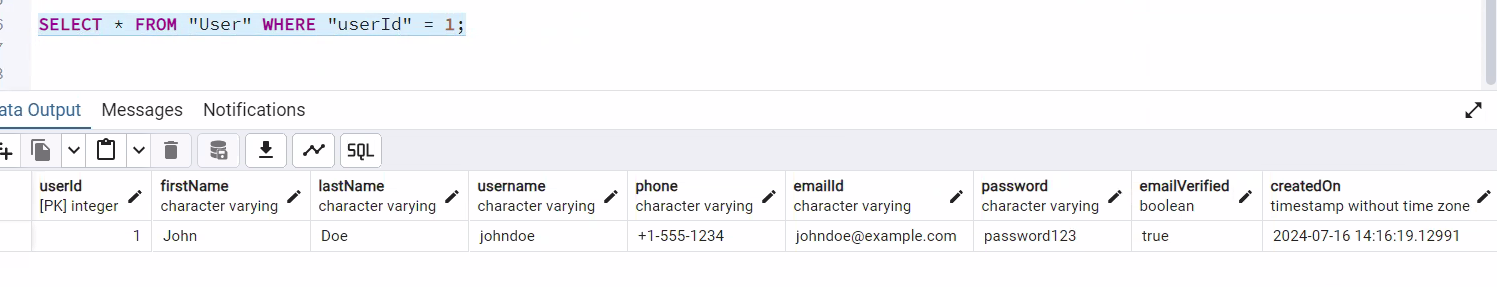 6 SELECT * FROM "User" WHERE "userId" = 1;
ata Output Messages Notifications
SQL
userId firstName lastName username phone emailId password emailVerified createdOn
[PK] integer character varying character varying character varying character varying character varying character varying boolean timestamp without time zone
1 John Doe johndoe +1-555-1234 johndoe@example.com password123 true 2024-07-16 14:16:19.12991